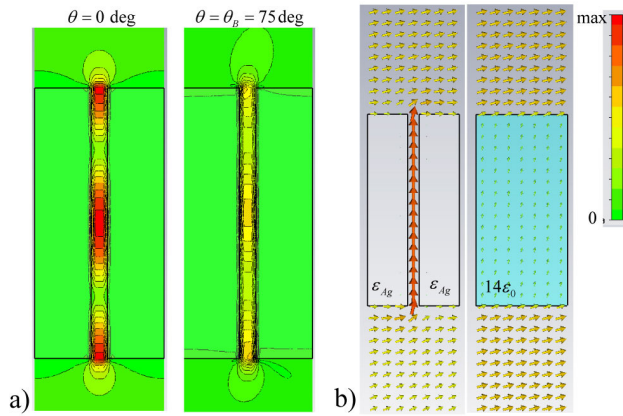 θ = 0 deg
θ = θ_B = 75 deg
max
0
ε_Ag
ε_Ag
14ε_0
a)
b)